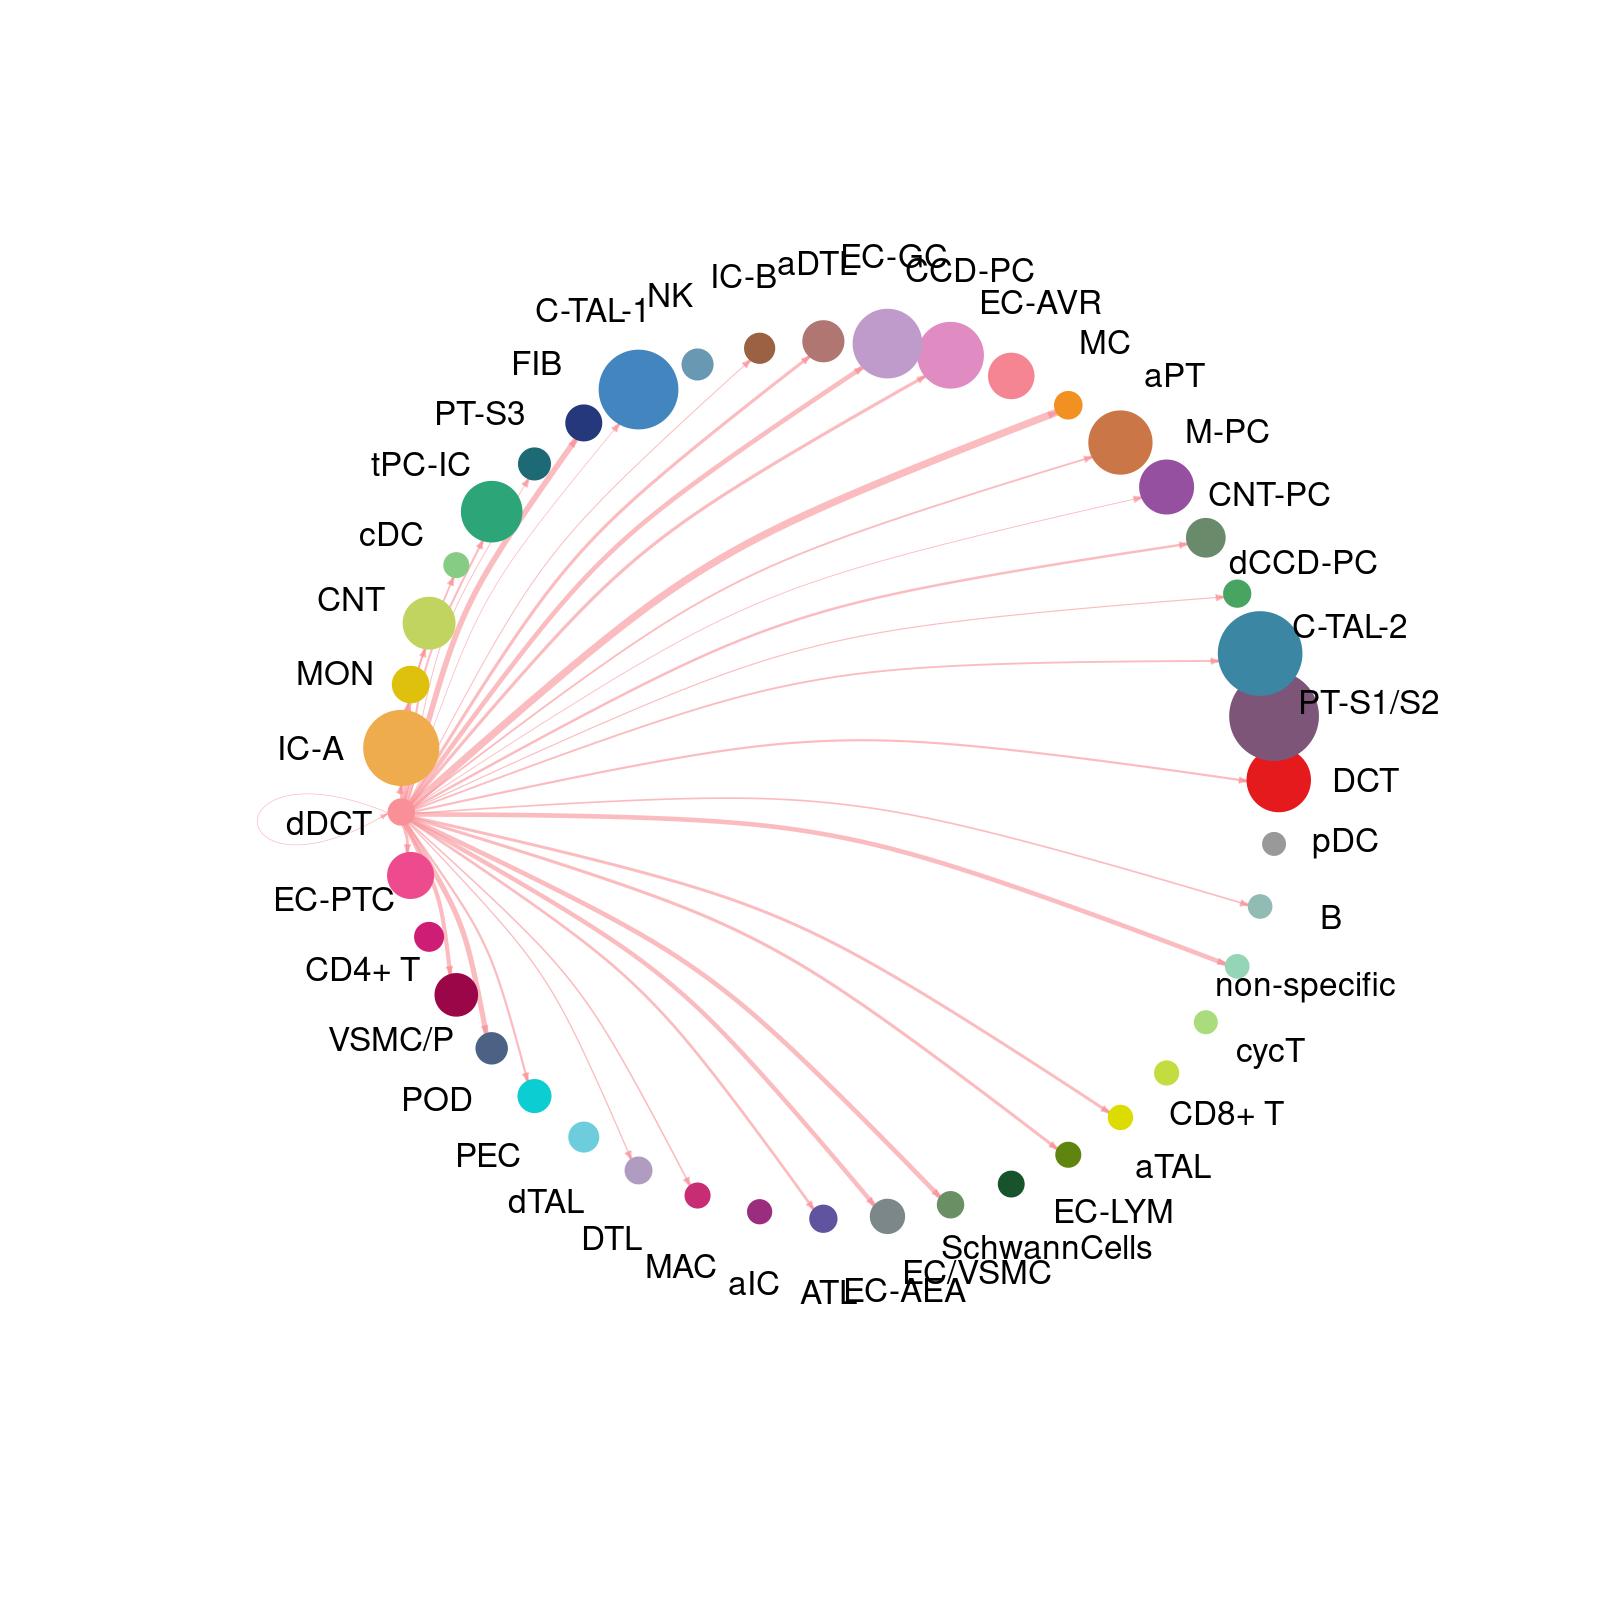 EC-GC
aDTL
CCD-PC
IC-B
NK
EC-AVR
C-TAL-1
MC
FIB
aPT
PT-S3
M-PC
tPC-IC
CNT-PC
cDC
dCCD-PC
CNT
C-TAL-2
MON
PT-S1/S2
IC-A
DCT
dDCT
pDC
EC-PTC
B
CD4+ T
non-specific
VSMC/P
cycT
POD
CD8+ T
PEC
aTAL
dTAL
EC-LYM
DTL
SchwannCells
MAC
EC/VSMC
aIC
ATL
EC-AEA